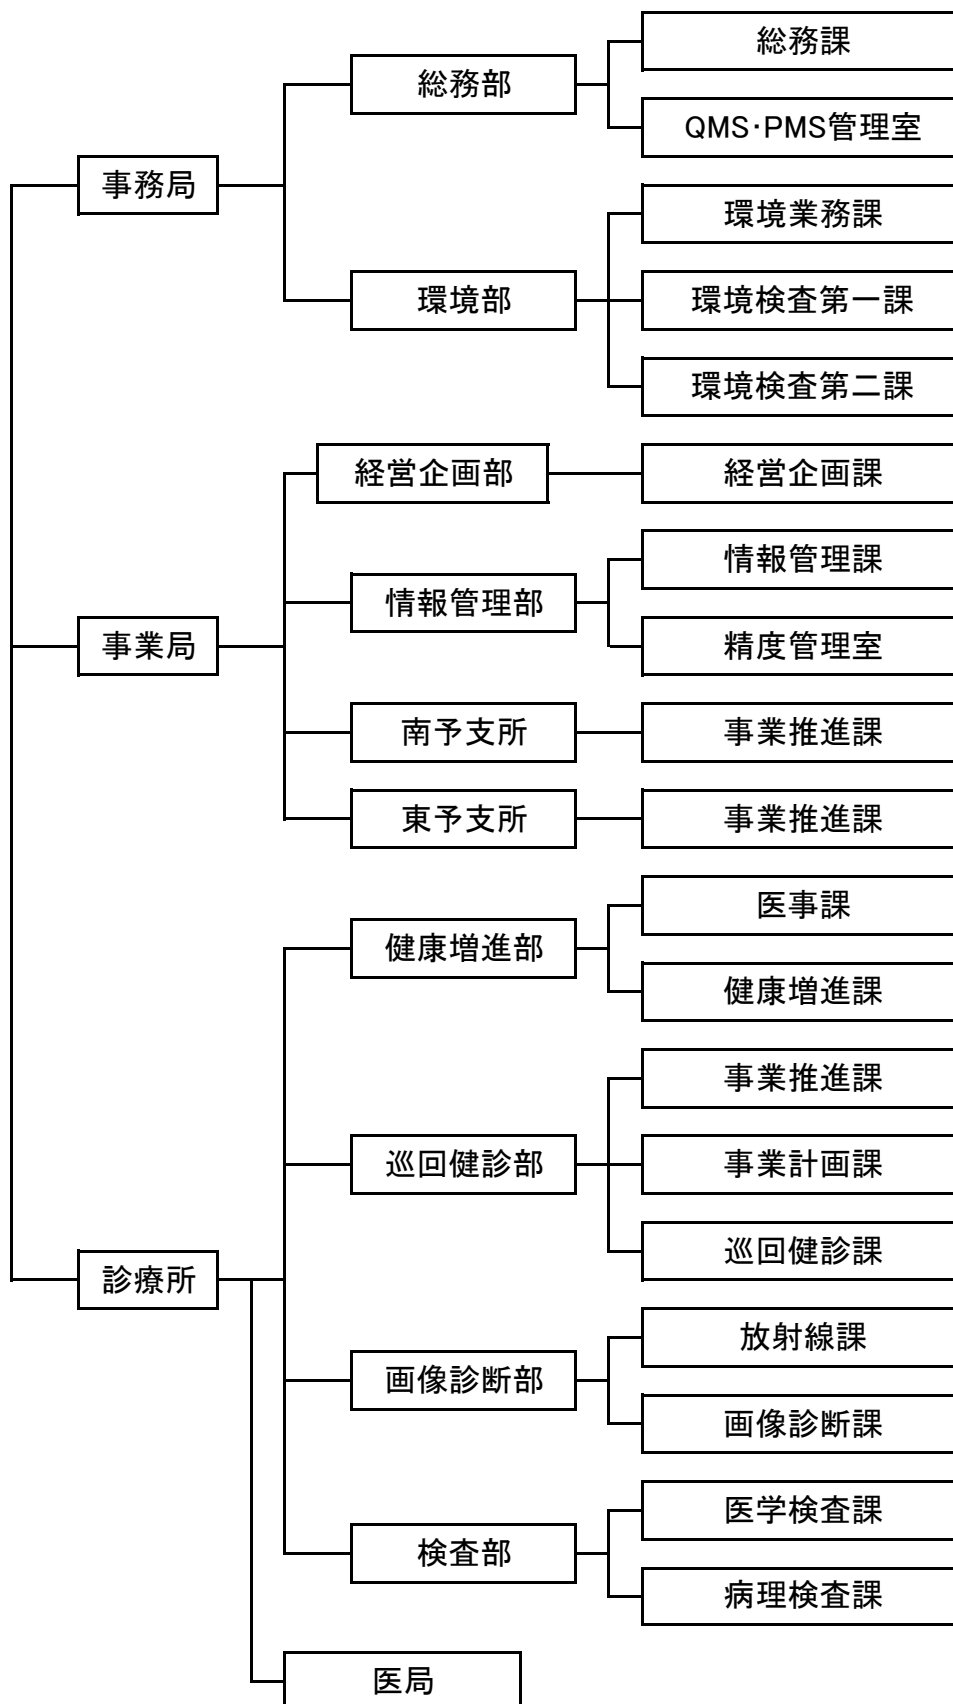 総務課
総務部
QMS・PMS管理室
事務局
環境業務課
環境部
環境検査第一課
環境検査第二課
経営企画部
経営企画課
情報管理課
情報管理部
事業局
精度管理室
南予支所
事業推進課
東予支所
事業推進課
医事課
健康増進部
健康増進課
事業推進課
巡回健診部
事業計画課
巡回健診課
診療所
放射線課
画像診断部
画像診断課
医学検査課
検査部
病理検査課
医局